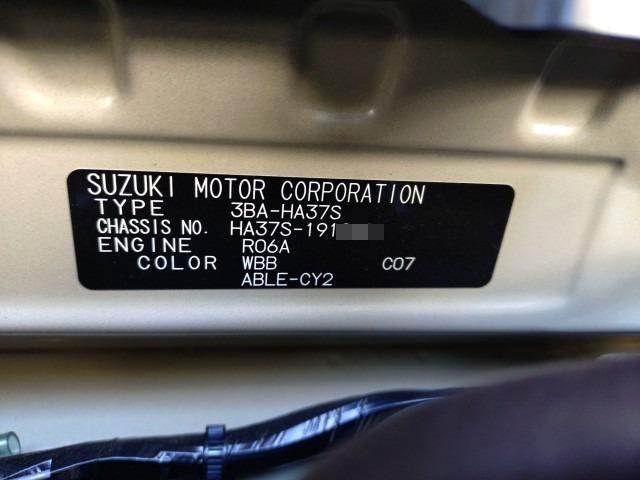 SUZUKI MOTOR CORPORATION
TYPE 3BA-HA37S
CHASSIS NO. HA37S-191
ENGINE R06A
COLOR WBB C07
ABLE-CY2